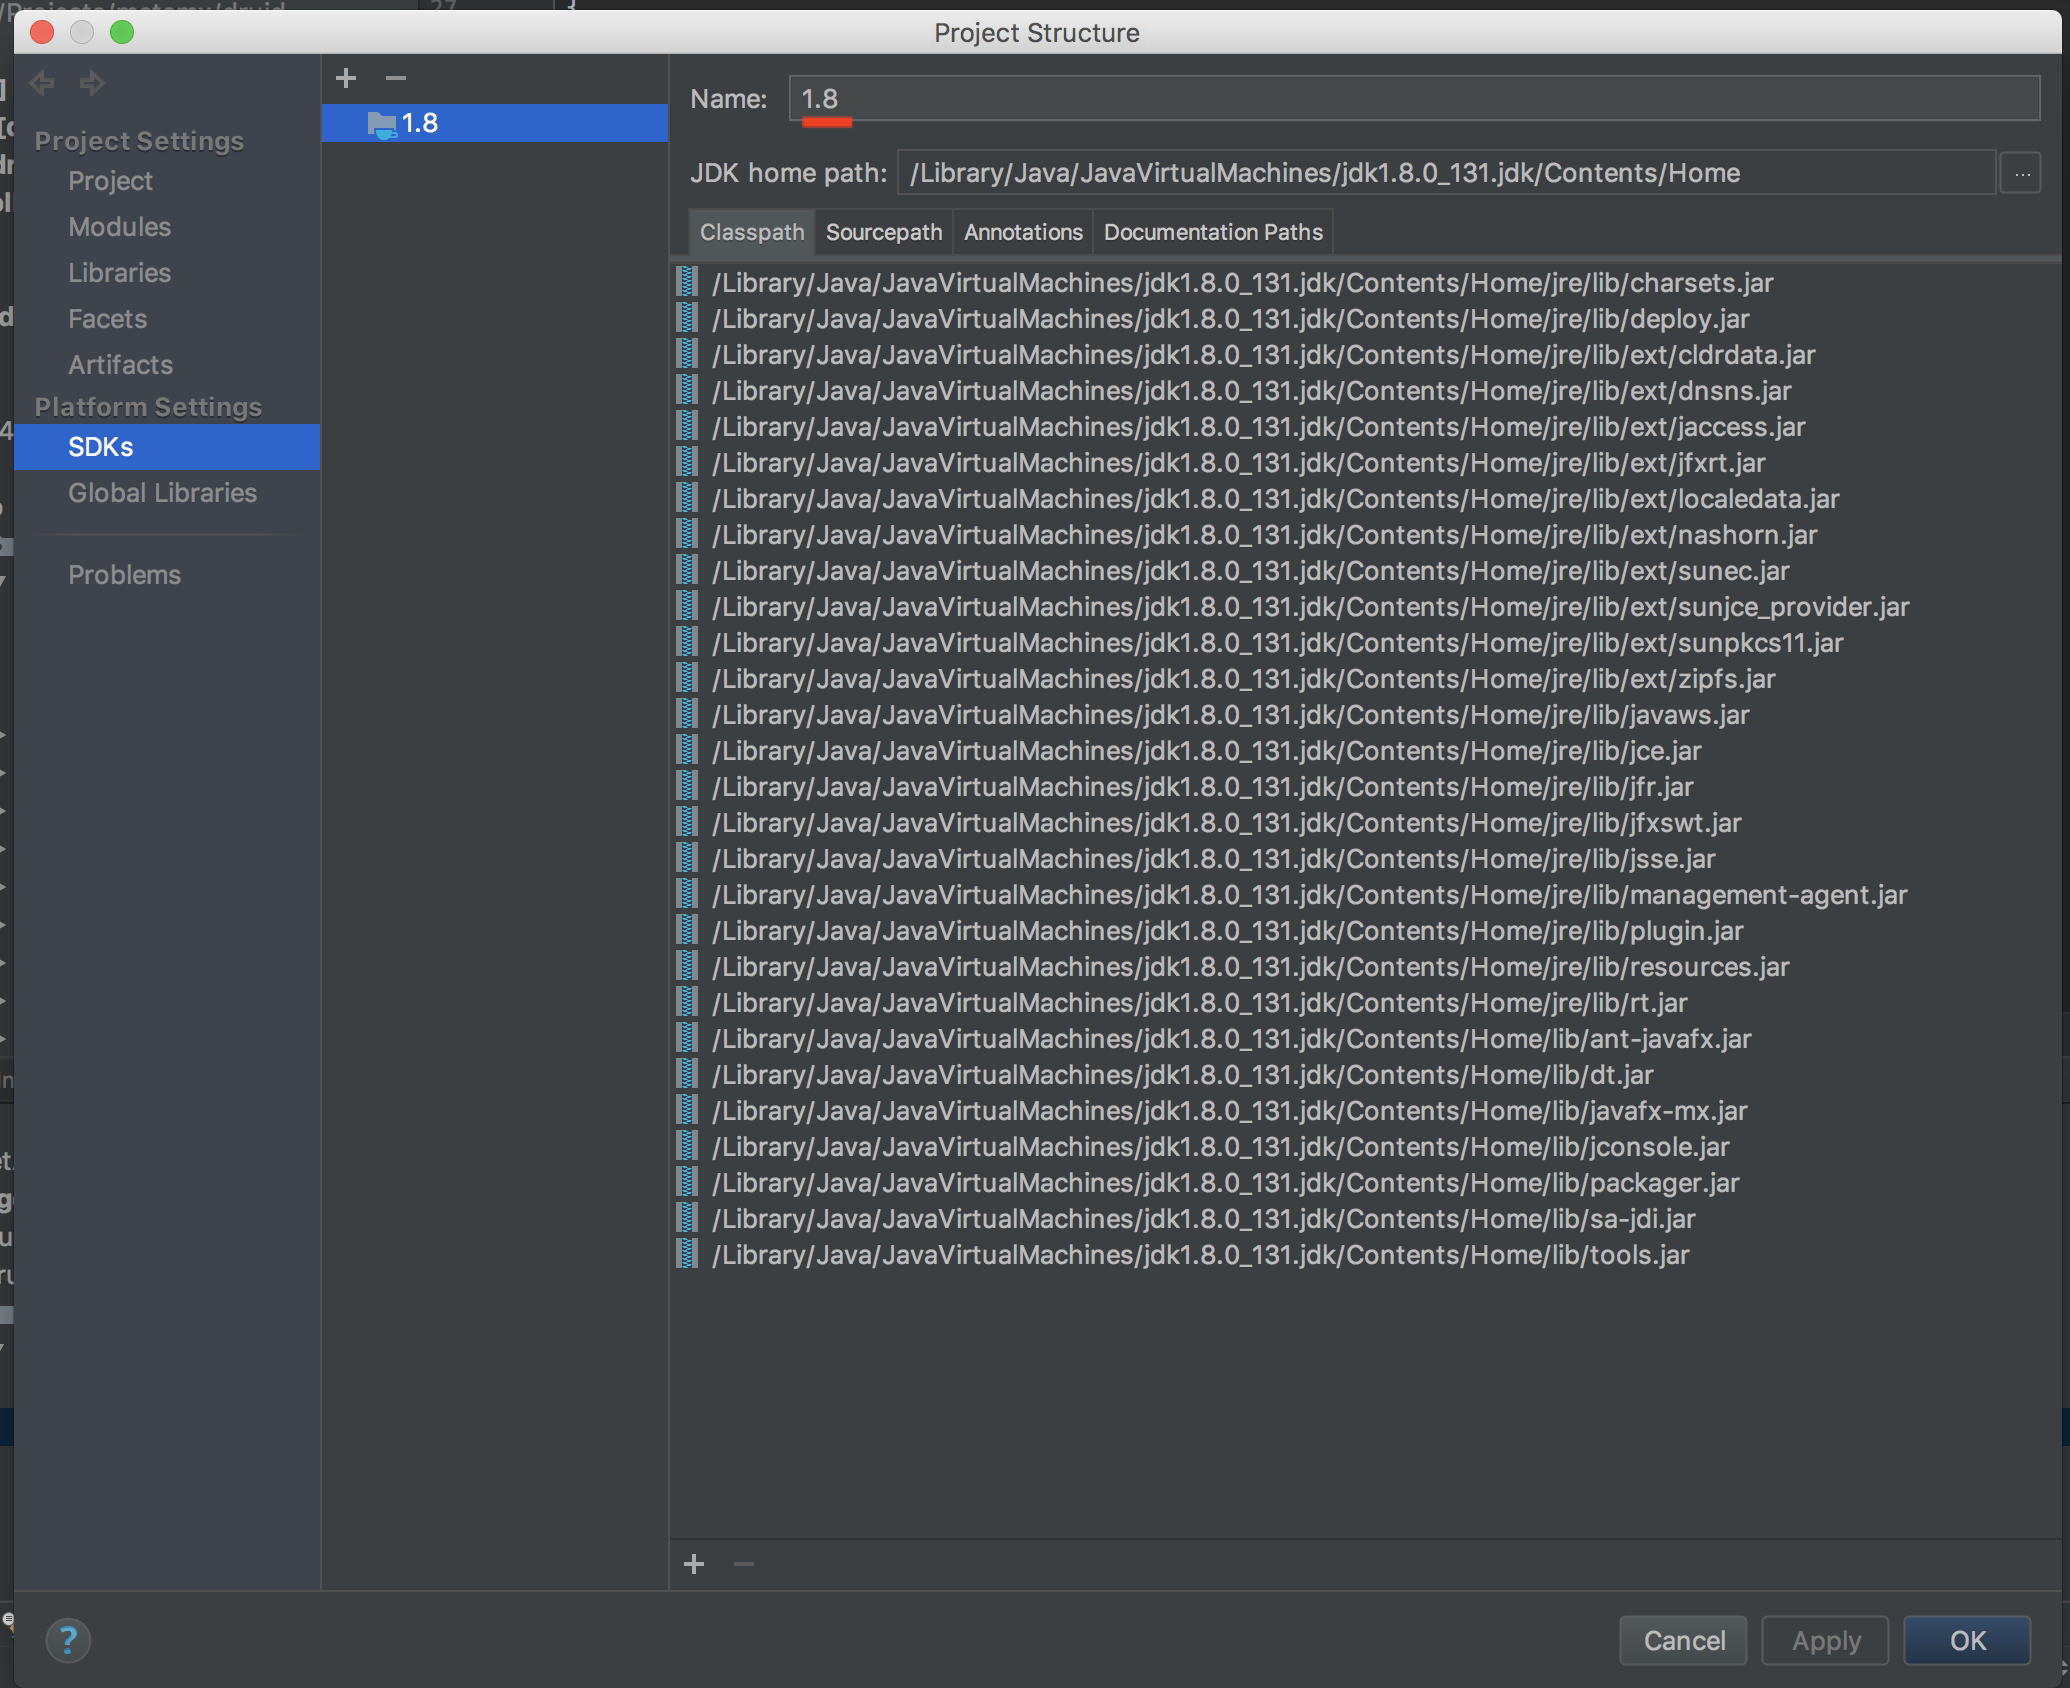 Project Structure
Project Settings
Project
Modules
Libraries
Facets
Artifacts
Platform Settings
SDKs
Global Libraries
Problems
1.8
Name: 1.8
JDK home path: /Library/Java/JavaVirtualMachines/jdk1.8.0_131.jdk/Contents/Home ...
Classpath Sourcepath Annotations Documentation Paths
/Library/Java/JavaVirtualMachines/jdk1.8.0_131.jdk/Contents/Home/jre/lib/charsets.jar
/Library/Java/JavaVirtualMachines/jdk1.8.0_131.jdk/Contents/Home/jre/lib/deploy.jar
/Library/Java/JavaVirtualMachines/jdk1.8.0_131.jdk/Contents/Home/jre/lib/ext/cldrdata.jar
/Library/Java/JavaVirtualMachines/jdk1.8.0_131.jdk/Contents/Home/jre/lib/ext/dnsns.jar
/Library/Java/JavaVirtualMachines/jdk1.8.0_131.jdk/Contents/Home/jre/lib/ext/jaccess.jar
/Library/Java/JavaVirtualMachines/jdk1.8.0_131.jdk/Contents/Home/jre/lib/ext/jfxrt.jar
/Library/Java/JavaVirtualMachines/jdk1.8.0_131.jdk/Contents/Home/jre/lib/ext/localedata.jar
/Library/Java/JavaVirtualMachines/jdk1.8.0_131.jdk/Contents/Home/jre/lib/ext/nashorn.jar
/Library/Java/JavaVirtualMachines/jdk1.8.0_131.jdk/Contents/Home/jre/lib/ext/sunec.jar
/Library/Java/JavaVirtualMachines/jdk1.8.0_131.jdk/Contents/Home/jre/lib/ext/sunjce_provider.jar
/Library/Java/JavaVirtualMachines/jdk1.8.0_131.jdk/Contents/Home/jre/lib/ext/sunpkcs11.jar
/Library/Java/JavaVirtualMachines/jdk1.8.0_131.jdk/Contents/Home/jre/lib/ext/zipfs.jar
/Library/Java/JavaVirtualMachines/jdk1.8.0_131.jdk/Contents/Home/jre/lib/javaws.jar
/Library/Java/JavaVirtualMachines/jdk1.8.0_131.jdk/Contents/Home/jre/lib/jce.jar
/Library/Java/JavaVirtualMachines/jdk1.8.0_131.jdk/Contents/Home/jre/lib/jfr.jar
/Library/Java/JavaVirtualMachines/jdk1.8.0_131.jdk/Contents/Home/jre/lib/jfxswt.jar
/Library/Java/JavaVirtualMachines/jdk1.8.0_131.jdk/Contents/Home/jre/lib/jsse.jar
/Library/Java/JavaVirtualMachines/jdk1.8.0_131.jdk/Contents/Home/jre/lib/management-agent.jar
/Library/Java/JavaVirtualMachines/jdk1.8.0_131.jdk/Contents/Home/jre/lib/plugin.jar
/Library/Java/JavaVirtualMachines/jdk1.8.0_131.jdk/Contents/Home/jre/lib/resources.jar
/Library/Java/JavaVirtualMachines/jdk1.8.0_131.jdk/Contents/Home/jre/lib/rt.jar
/Library/Java/JavaVirtualMachines/jdk1.8.0_131.jdk/Contents/Home/lib/ant-javafx.jar
/Library/Java/JavaVirtualMachines/jdk1.8.0_131.jdk/Contents/Home/lib/dt.jar
/Library/Java/JavaVirtualMachines/jdk1.8.0_131.jdk/Contents/Home/lib/javafx-mx.jar
/Library/Java/JavaVirtualMachines/jdk1.8.0_131.jdk/Contents/Home/lib/jconsole.jar
/Library/Java/JavaVirtualMachines/jdk1.8.0_131.jdk/Contents/Home/lib/packager.jar
/Library/Java/JavaVirtualMachines/jdk1.8.0_131.jdk/Contents/Home/lib/sa-jdi.jar
/Library/Java/JavaVirtualMachines/jdk1.8.0_131.jdk/Contents/Home/lib/tools.jar
? Cancel Apply OK